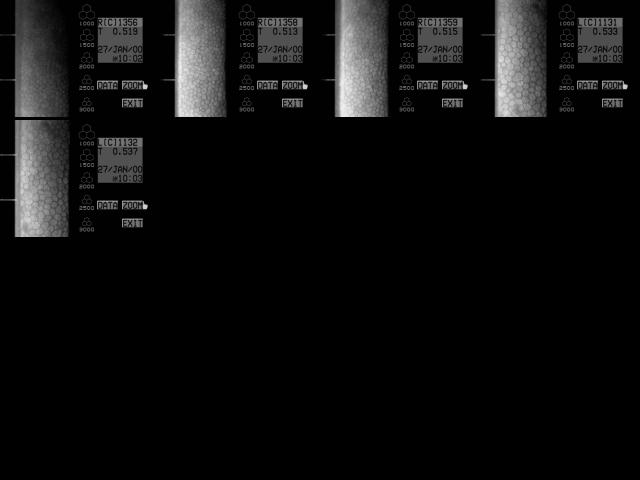 1000
R(C)1356
T 0.519
1500
27/JAN/00
10:02
2000
2500
DATA ZOOM
3000
EXIT
1000
R(C)1358
T 0.513
1500
27/JAN/00
10:03
2000
2500
DATA ZOOM
3000
EXIT
1000
R(C)1359
T 0.515
1500
27/JAN/00
10:03
2000
2500
DATA ZOOM
3000
EXIT
1000
L(C)1131
T 0.533
1500
27/JAN/00
10:03
2000
2500
DATA ZOOM
3000
EXIT
1000
L(C)1132
T 0.537
1500
27/JAN/00
10:03
2000
2500
DATA ZOOM
3000
EXIT